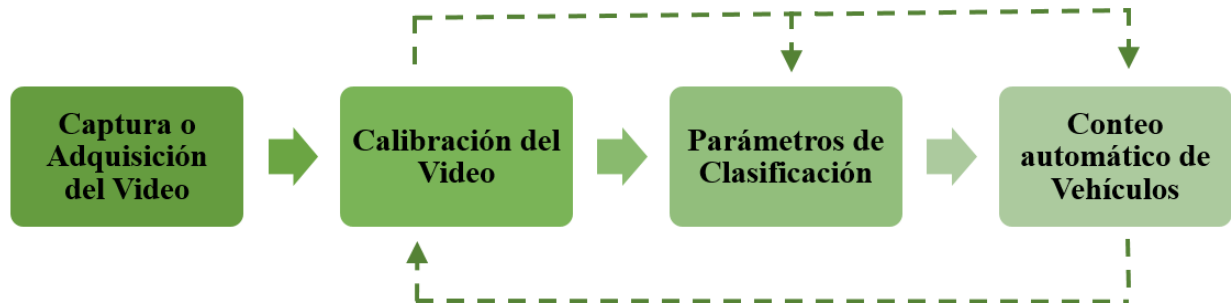 Captura o
Adquisición
del Video
Calibración del
Video
Parámetros de
Clasificación
Conteo
automático de
Vehículos